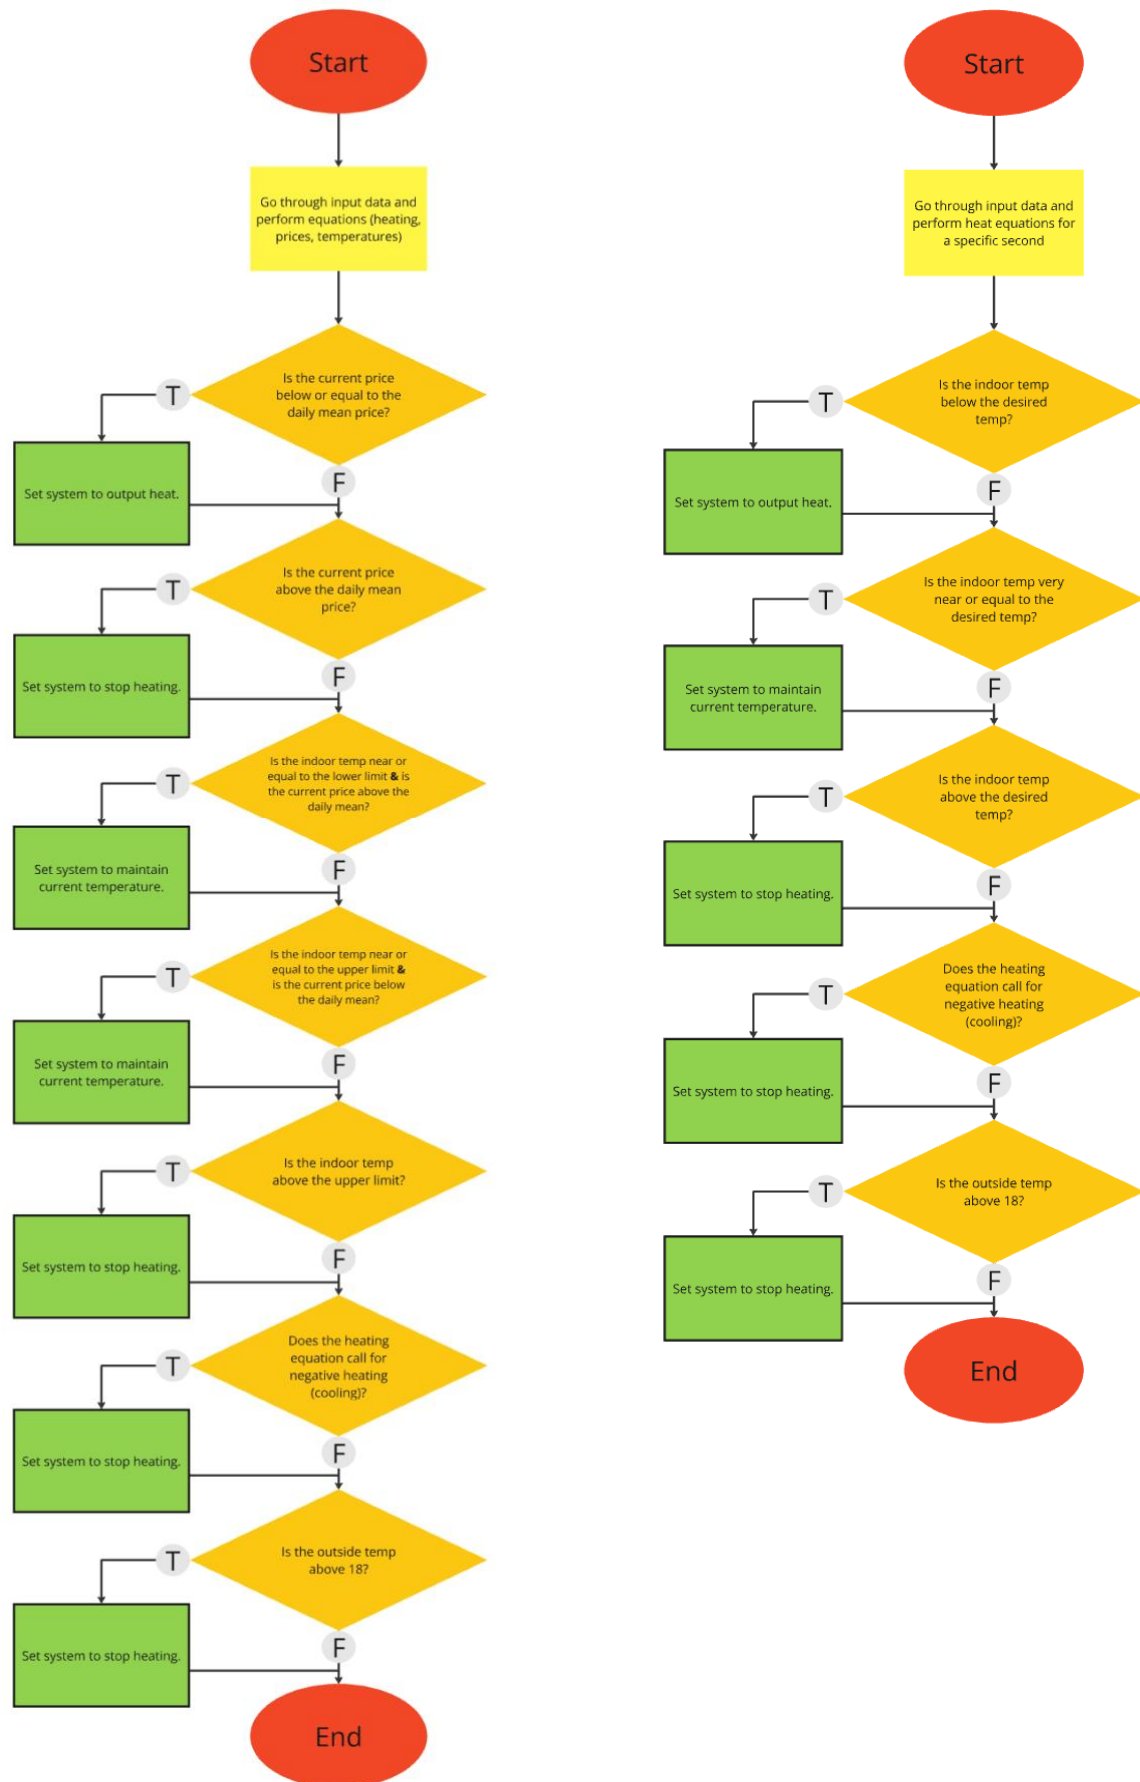 Start
Go through input data and
perform equations (heating,
prices, temperatures)
Is the current price
below or equal to the
daily mean price?
T
F
Set system to output heat.
Is the current price
above the daily mean
price?
T
F
Set system to stop heating.
Is the indoor temp near or
equal to the lower limit & is
the current price above the
daily mean?
T
F
Set system to maintain
current temperature.
Is the indoor temp near or
equal to the upper limit &
is the current price below
the daily mean?
T
F
Set system to maintain
current temperature.
Is the indoor temp
above the upper limit?
T
F
Set system to stop heating.
Does the heating
equation call for
negative heating
(cooling)?
T
F
Set system to stop heating.
Is the outside temp
above 18?
T
F
Set system to stop heating.
End
Start
Go through input data and
perform heat equations for
a specific second
Is the indoor temp
below the desired
temp?
T
F
Set system to output heat.
Is the indoor temp very
near or equal to the
desired temp?
T
F
Set system to maintain
current temperature.
Is the indoor temp
above the desired
temp?
T
F
Set system to stop heating.
Does the heating
equation call for
negative heating
(cooling)?
T
F
Set system to stop heating.
Is the outside temp
above 18?
T
F
Set system to stop heating.
End